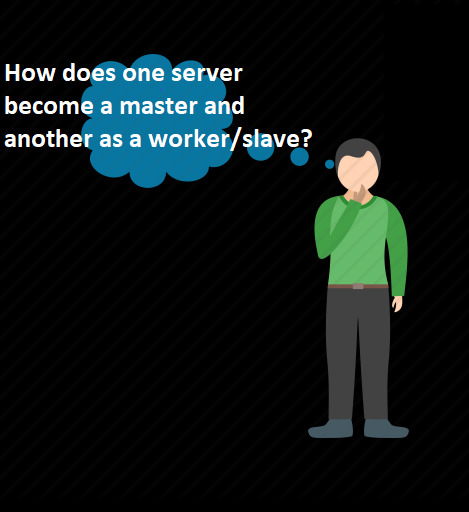 How does one server
become a master and
another as a worker/slave?